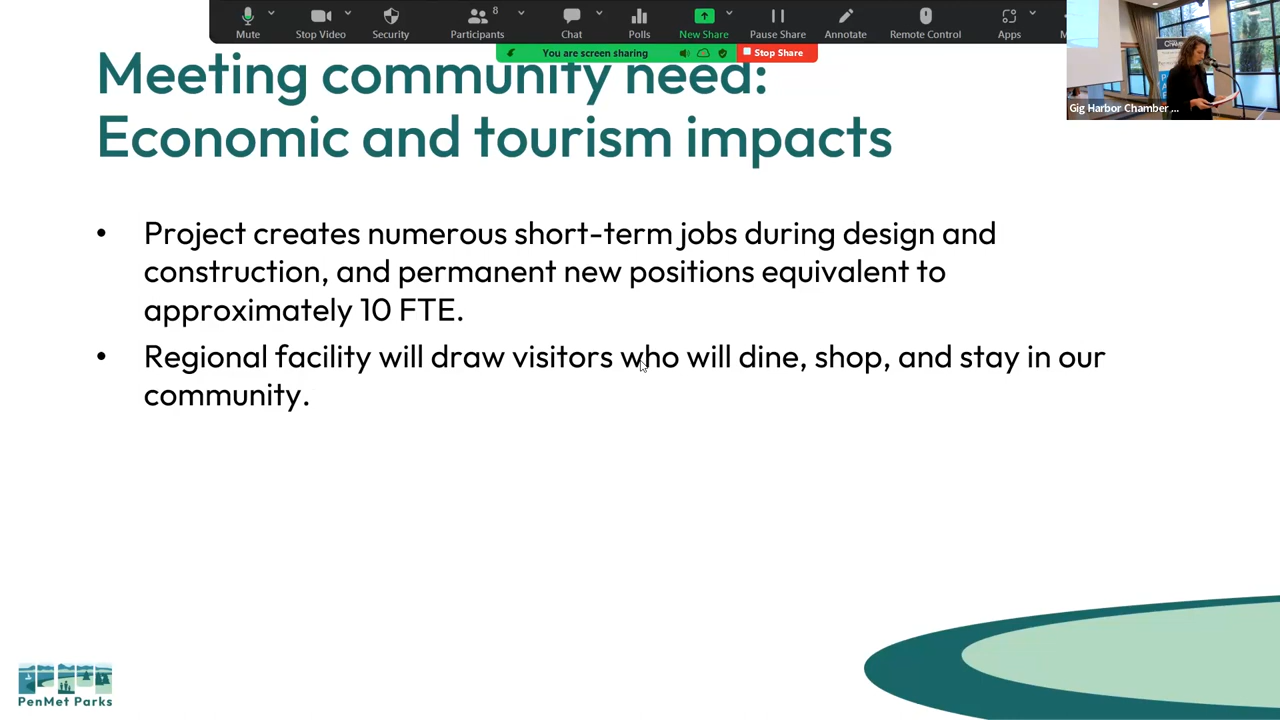 Mute
Stop Video
Security
Participants
8
Chat
Polls
New Share
Pause Share
Annotate
Remote Control
Apps
You are screen sharing
Stop Share
Gig Harbor Chamber ...
Meeting community need:
Economic and tourism impacts
• Project creates numerous short-term jobs during design and
construction, and permanent new positions equivalent to
approximately 10 FTE.
• Regional facility will draw visitors who will dine, shop, and stay in our
community.
PenMet Parks